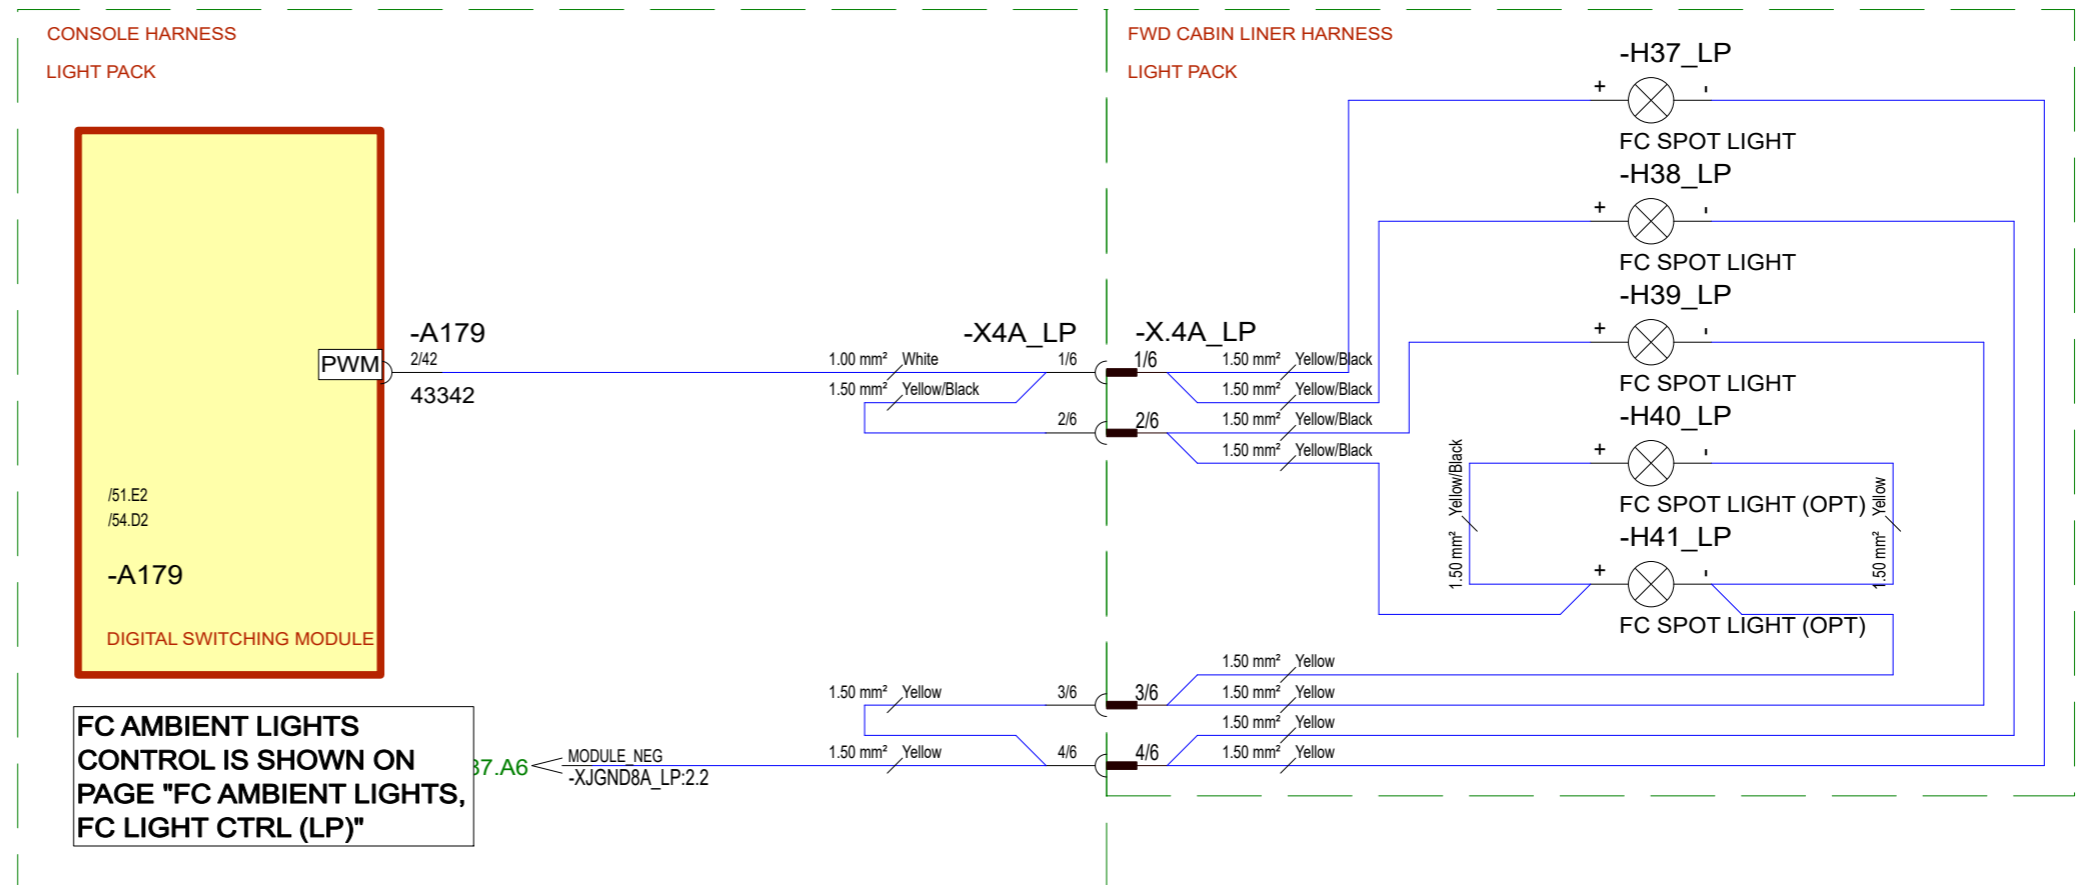 CONSOLE HARNESS
LIGHT PACK
FWD CABIN LINER HARNESS
LIGHT PACK
-H37_LP
+ -
FC SPOT LIGHT
-H38_LP
+ -
FC SPOT LIGHT
-H39_LP
+ -
FC SPOT LIGHT
-H40_LP
+ -
FC SPOT LIGHT (OPT)
-H41_LP
+ -
FC SPOT LIGHT (OPT)
1.50 mm² Yellow/Black
1.50 mm² Yellow
PWM
-A179
2/42
43342
-X4A_LP
-X.4A_LP
1.00 mm² White
1/6
1/6
1.50 mm² Yellow/Black
1.50 mm² Yellow/Black
1.50 mm² Yellow/Black
2/6
2/6
1.50 mm² Yellow/Black
1.50 mm² Yellow/Black
/51.E2
/54.D2
-A179
DIGITAL SWITCHING MODULE
1.50 mm² Yellow
1.50 mm² Yellow
3/6
3/6
1.50 mm² Yellow
1.50 mm² Yellow
1.50 mm² Yellow
4/6
4/6
1.50 mm² Yellow
FC AMBIENT LIGHTS
CONTROL IS SHOWN ON
PAGE "FC AMBIENT LIGHTS,
FC LIGHT CTRL (LP)"
37.A6
MODULE_NEG
-XJGND8A_LP:2.2